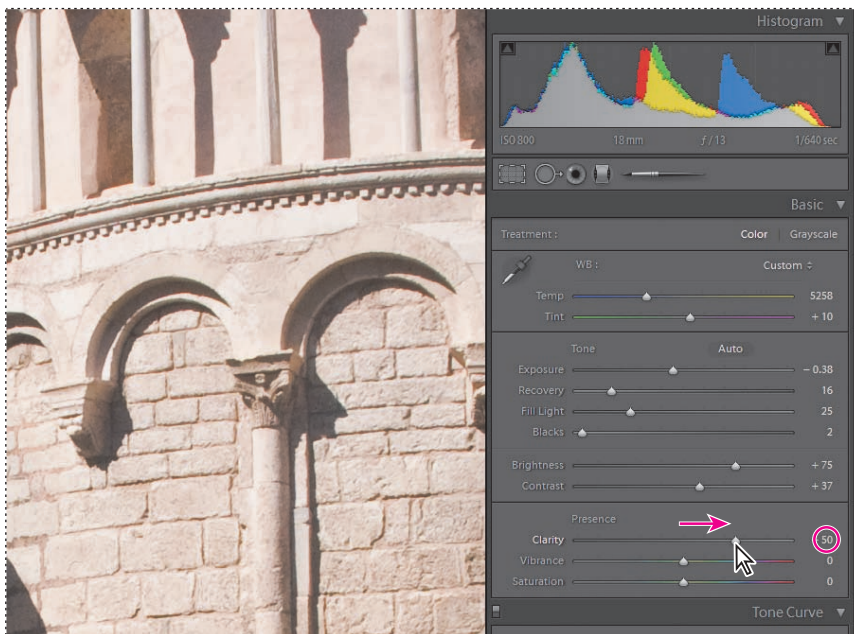 Histogram
ISO 800 18 mm ƒ / 13 1/640 sec
Basic
Treatment : Color Grayscale
WB : Custom
Temp 5258
Tint + 10
Tone Auto
Exposure – 0.38
Recovery 16
Fill Light 25
Blacks 2
Brightness + 75
Contrast + 37
Presence
Clarity 50
Vibrance 0
Saturation 0
Tone Curve